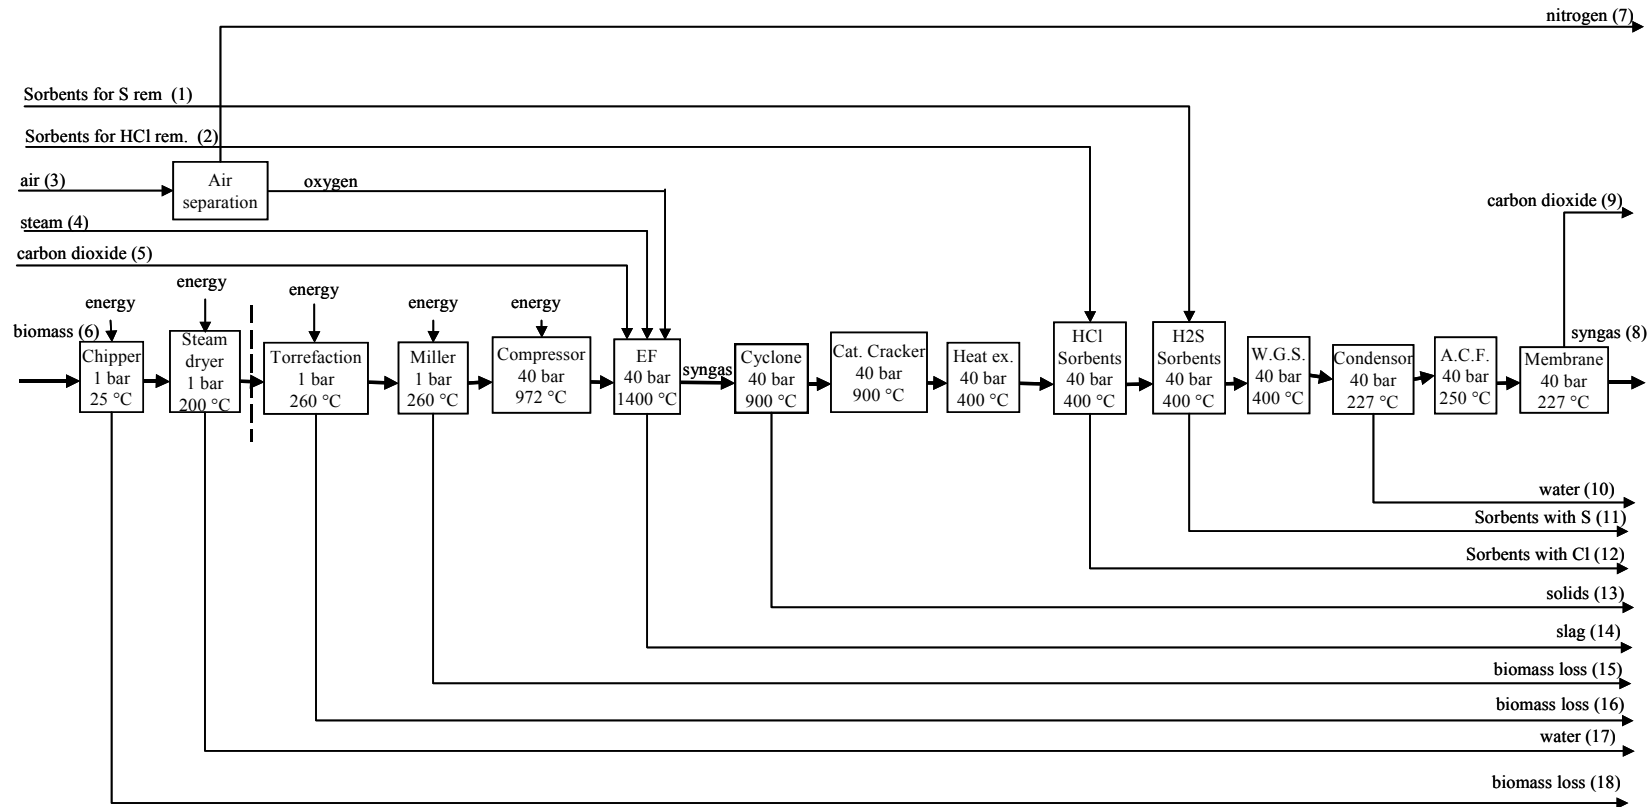 nitrogen (7)
Sorbents for S rem (1)
Sorbents for HCl rem. (2)
air (3)
Air
separation
oxygen
steam (4)
carbon dioxide (5)
carbon dioxide (9)
energy
energy
energy
energy
energy
biomass (6)
Chipper
1 bar
25 °C
Steam
dryer
1 bar
200 °C
Torrefaction
1 bar
260 °C
Miller
1 bar
260 °C
Compressor
40 bar
972 °C
EF
40 bar
1400 °C
syngas
Cyclone
40 bar
900 °C
Cat. Cracker
40 bar
900 °C
Heat ex.
40 bar
400 °C
HCl
Sorbents
40 bar
400 °C
H2S
Sorbents
40 bar
400 °C
W.G.S.
40 bar
400 °C
Condensor
40 bar
227 °C
A.C.F.
40 bar
250 °C
Membrane
40 bar
227 °C
syngas (8)
water (10)
Sorbents with S (11)
Sorbents with Cl (12)
solids (13)
slag (14)
biomass loss (15)
biomass loss (16)
water (17)
biomass loss (18)